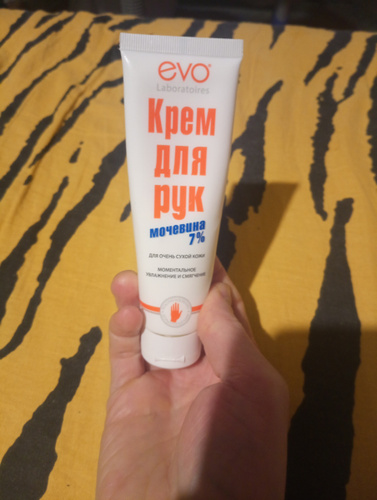 evo®
Laboratoires
Крем
для
рук
мочевина
7%
ДЛЯ ОЧЕНЬ СУХОЙ КОЖИ
МОМЕНТАЛЬНОЕ
УВЛАЖНЕНИЕ И СМЯГЧЕНИЕ